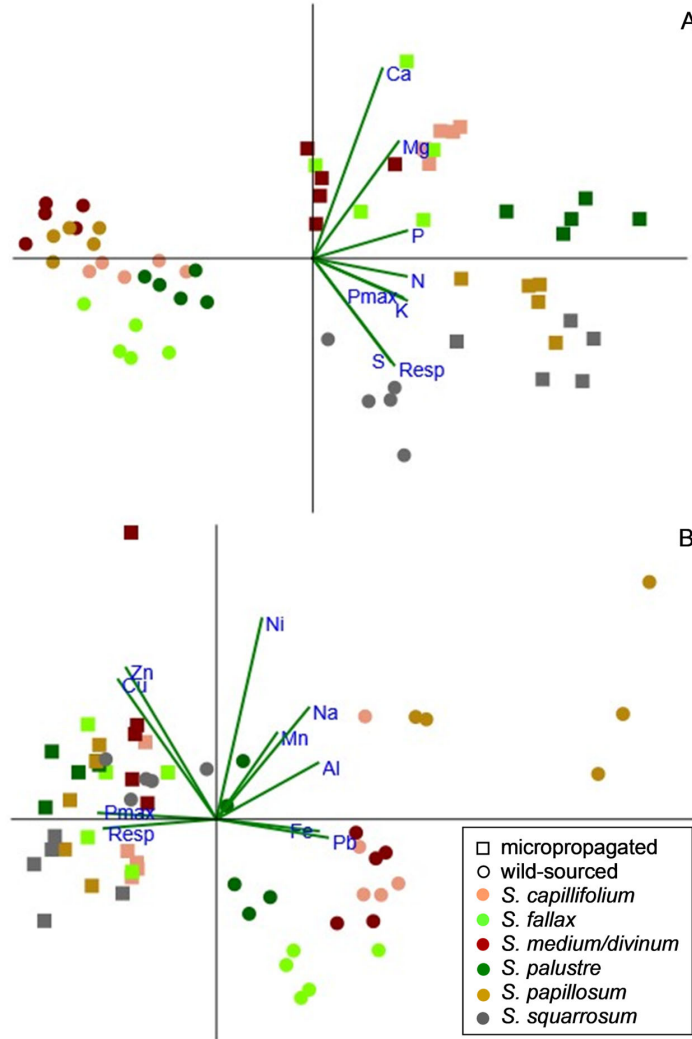 A
Ca
Mg
P
N
Pmax
K
S
Resp
B
Ni
Zn
Cu
Na
Mn
Al
Pmax
Fe
Resp
Pb
micropropagated
wild-sourced
S. capillifolium
S. fallax
S. medium/divinum
S. palustre
S. papillosum
S. squarrosum